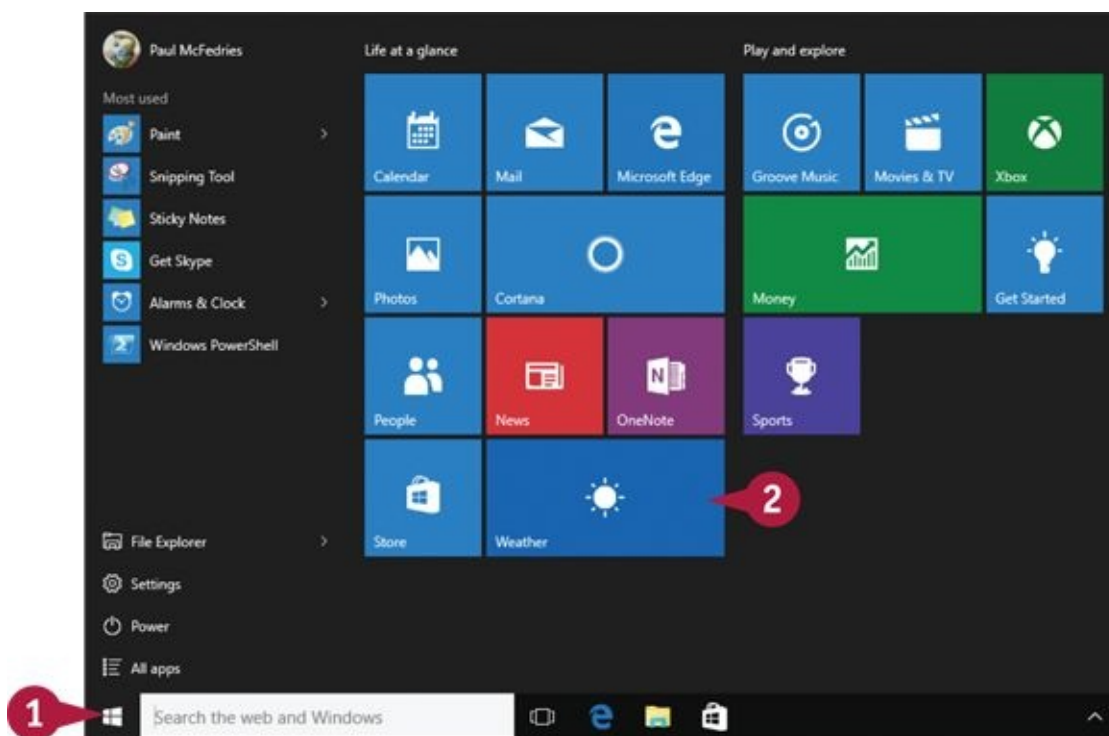 Paul McFedries
Most used
Paint
Snipping Tool
Sticky Notes
Get Skype
Alarms & Clock
Windows PowerShell
File Explorer
Settings
Power
All apps
Life at a glance
Calendar
Mail
Microsoft Edge
Photos
Cortana
People
News
N
OneNote
Store
Weather
2
Play and explore
Groove Music
Movies & TV
Xbox
Money
Get Started
Sports
1
Search the web and Windows